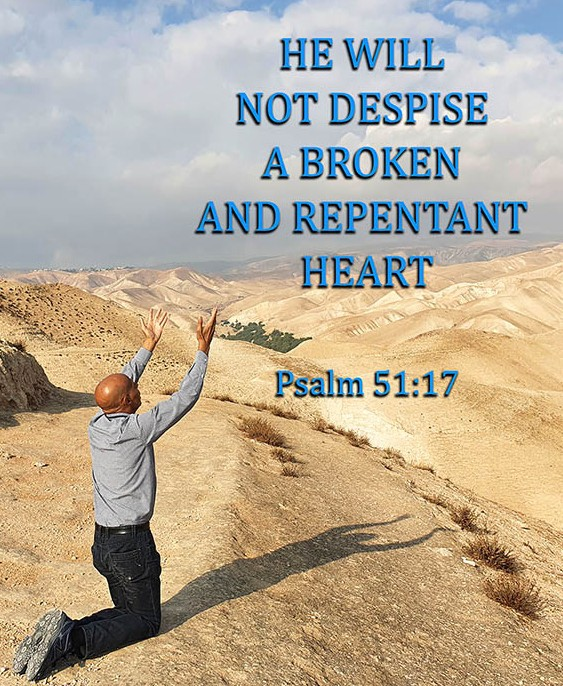 HE WILL
NOT DESPISE
A BROKEN
AND REPENTANT
HEART
Psalm 51:17